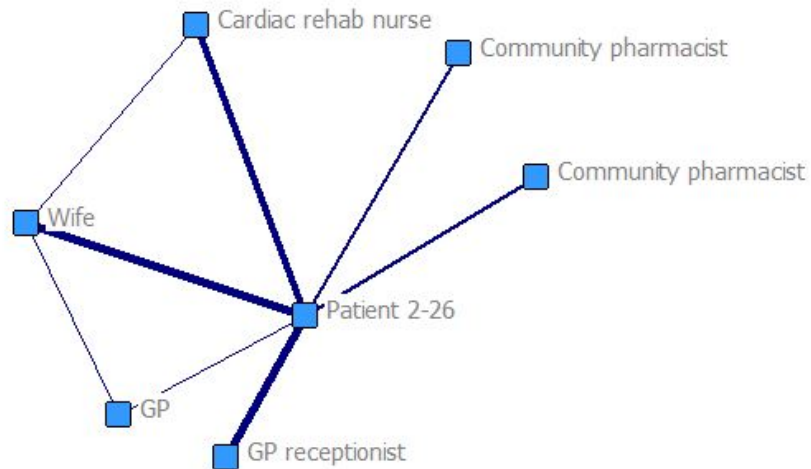 Cardiac rehab nurse
Community pharmacist
Community pharmacist
Wife
Patient 2-26
GP
GP receptionist